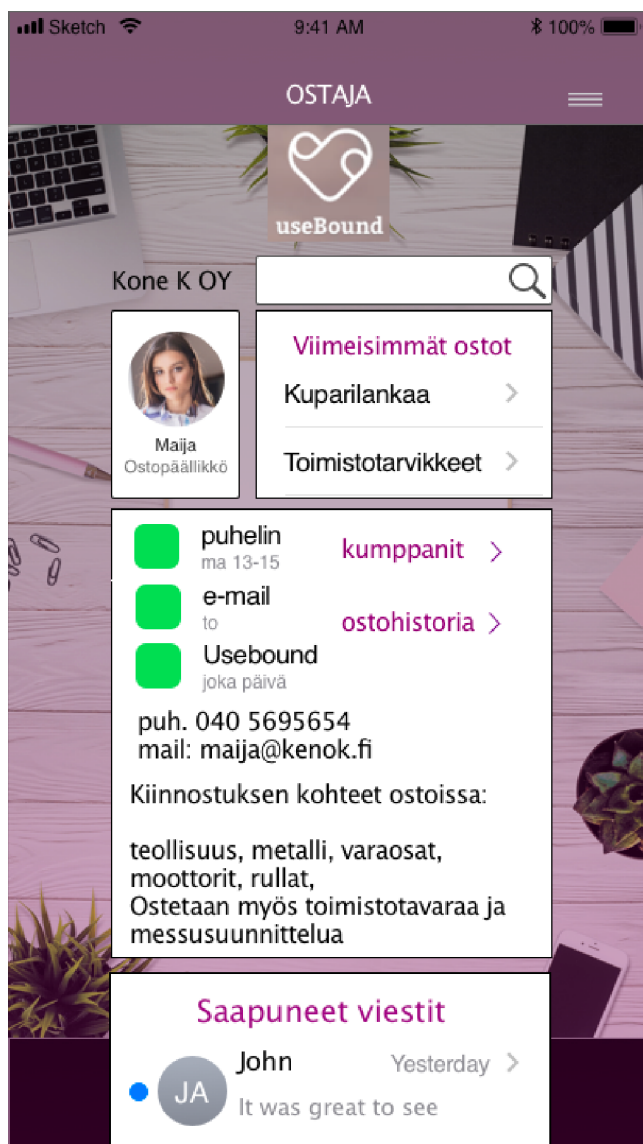 Sketch 9:41 AM 100%
OSTAJA
useBound
Kone K OY
Viimeisimmät ostot
Kuparilankaa
Toimistotarvikkeet
Maija
Ostopäällikkö
puhelin
ma 13-15
kumppanit
e-mail
to
ostohistoria
Usebound
joka päivä
puh. 040 5695654
mail: maija@kenok.fi
Kiinnostuksen kohteet ostoissa:
teollisuus, metalli, varaosat,
moottorit, rullat,
Ostetaan myös toimistotavaraa ja
messusuunnittelua
Saapuneet viestit
JA
John Yesterday
It was great to see